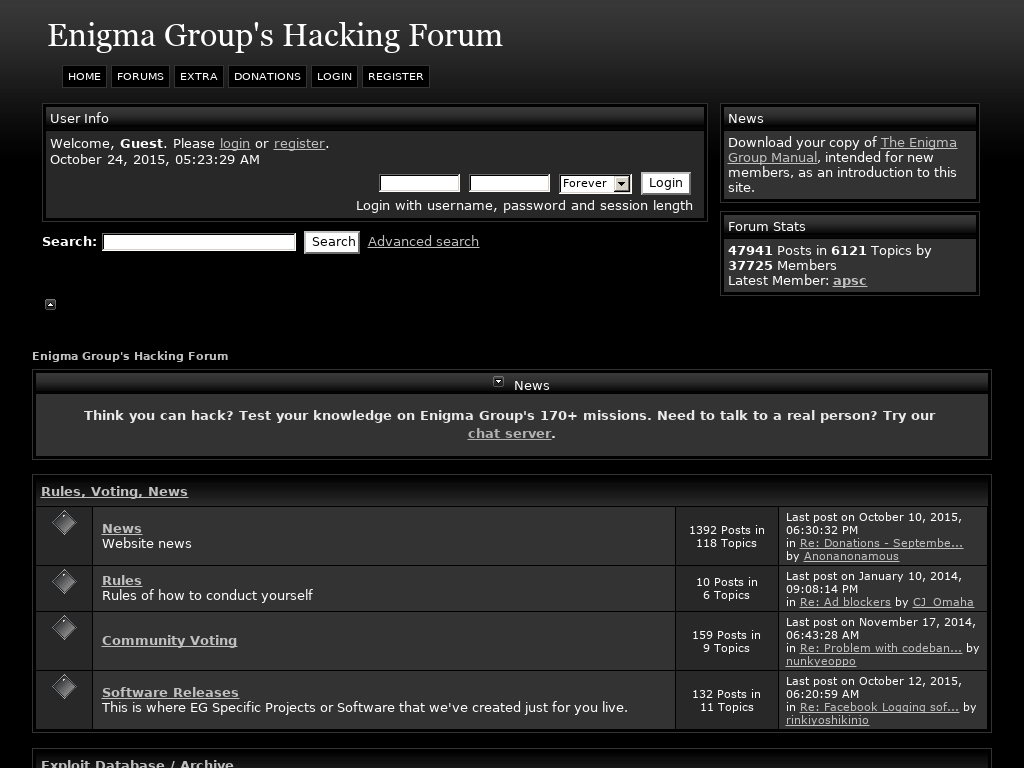 Enigma Group's Hacking Forum
HOME FORUMS EXTRA DONATIONS LOGIN REGISTER
User Info
Welcome, Guest. Please login or register.
October 24, 2015, 05:23:29 AM
Forever Login
Login with username, password and session length
Search: Search Advanced search
News
Download your copy of The Enigma
Group Manual, intended for new
members, as an introduction to this
site.
Forum Stats
47941 Posts in 6121 Topics by
37725 Members
Latest Member: apsc
Enigma Group's Hacking Forum
News
Think you can hack? Test your knowledge on Enigma Group's 170+ missions. Need to talk to a real person? Try our
chat server.
Rules, Voting, News
News
Website news
1392 Posts in
118 Topics
Last post on October 10, 2015,
06:30:32 PM
in Re: Donations - Septembe...
by Anonanonamous
Rules
Rules of how to conduct yourself
10 Posts in
6 Topics
Last post on January 10, 2014,
09:08:14 PM
in Re: Ad blockers by CJ_Omaha
Community Voting
159 Posts in
9 Topics
Last post on November 17, 2014,
06:43:28 AM
in Re: Problem with codeban... by
nunkyeoppo
Software Releases
This is where EG Specific Projects or Software that we've created just for you live.
132 Posts in
11 Topics
Last post on October 12, 2015,
06:20:59 AM
in Re: Facebook Logging sof... by
rinkiyoshikinjo
Exploit Database / Archive